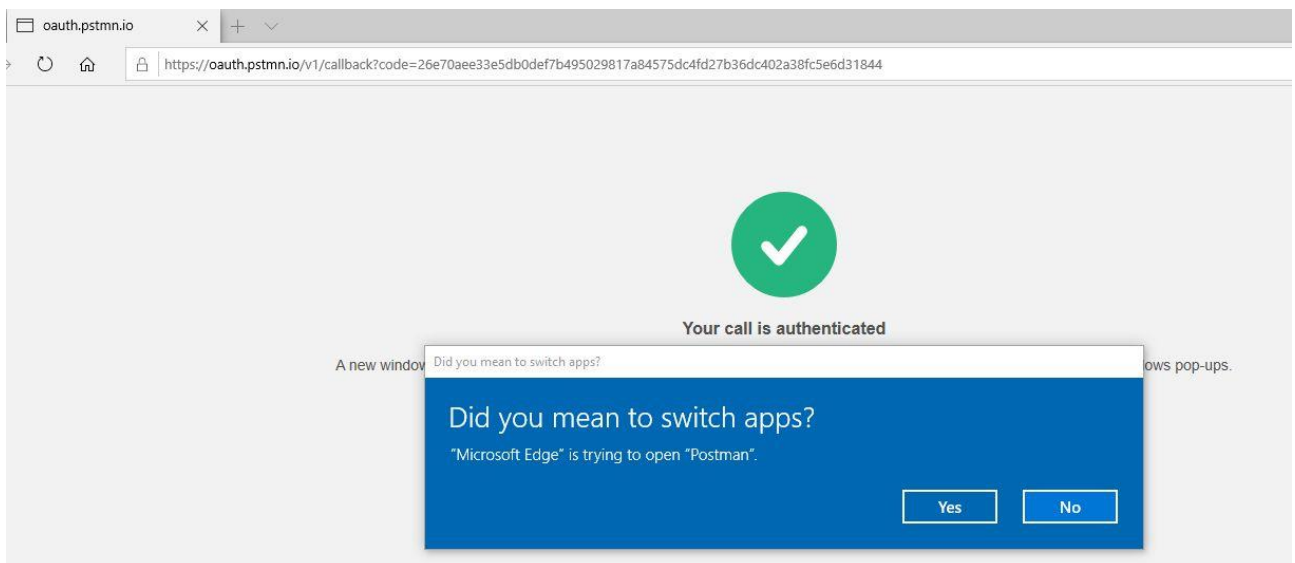 oauth.pstmn.io
https://oauth.pstmn.io/v1/callback?code=26e70aee33e5db0def7b495029817a84575dc4fd27b36dc402a38fc5e6d31844
Your call is authenticated
A new window
ows pop-ups.
Did you mean to switch apps?
Did you mean to switch apps?
"Microsoft Edge" is trying to open "Postman".
Yes No